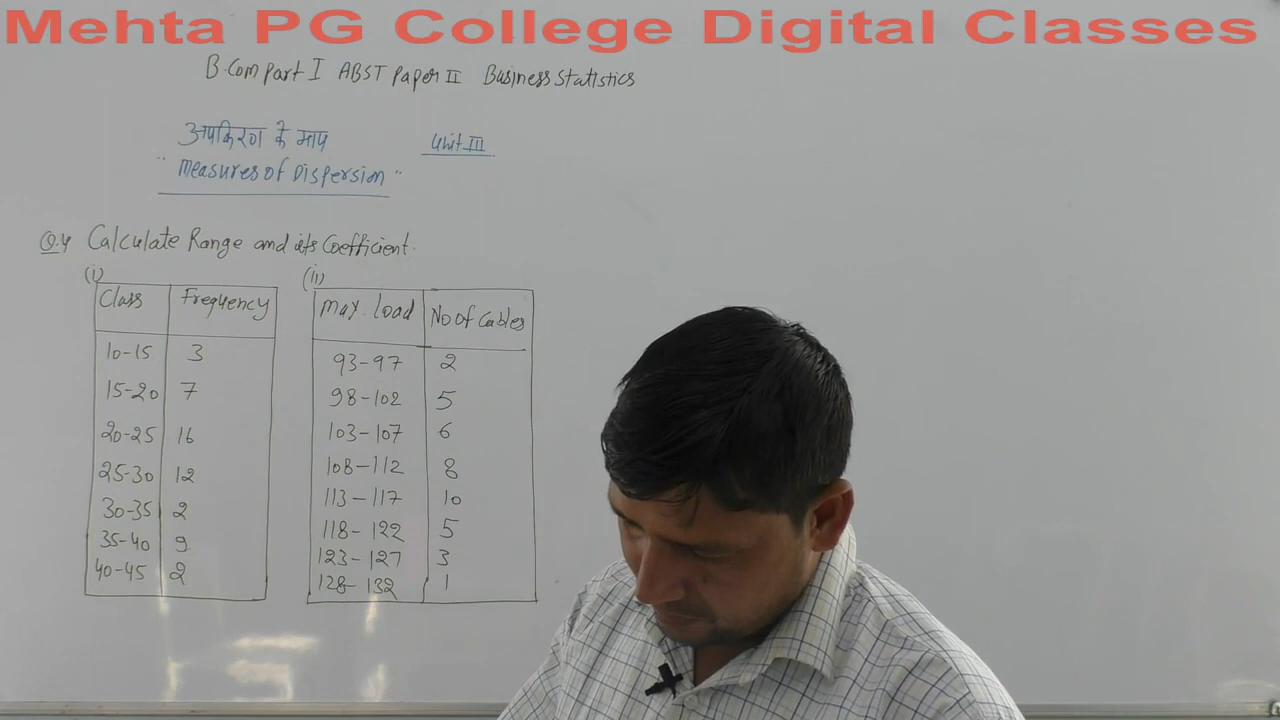 Mehta PG College Digital Classes
B.Com Part I ABST Paper II Business Statistics
अपकिरण के माप
Unit III
"Measures of Dispersion"
Q.4 Calculate Range and its Coefficient.
(i)
Class Frequency
10-15 3
15-20 7
20-25 16
25-30 12
30-35 2
35-40 9
40-45 2
(ii)
Max. Load No of Cables
93-97 2
98-102 5
103-107 6
108-112 8
113-117 10
118-122 5
123-127 3
128-132 1